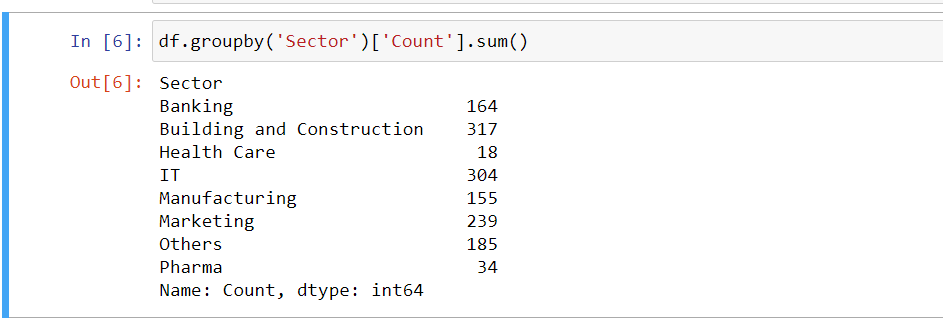 In [6]: df.groupby('Sector')['Count'].sum()
Out[6]: Sector
Banking 164
Building and Construction 317
Health Care 18
IT 304
Manufacturing 155
Marketing 239
Others 185
Pharma 34
Name: Count, dtype: int64